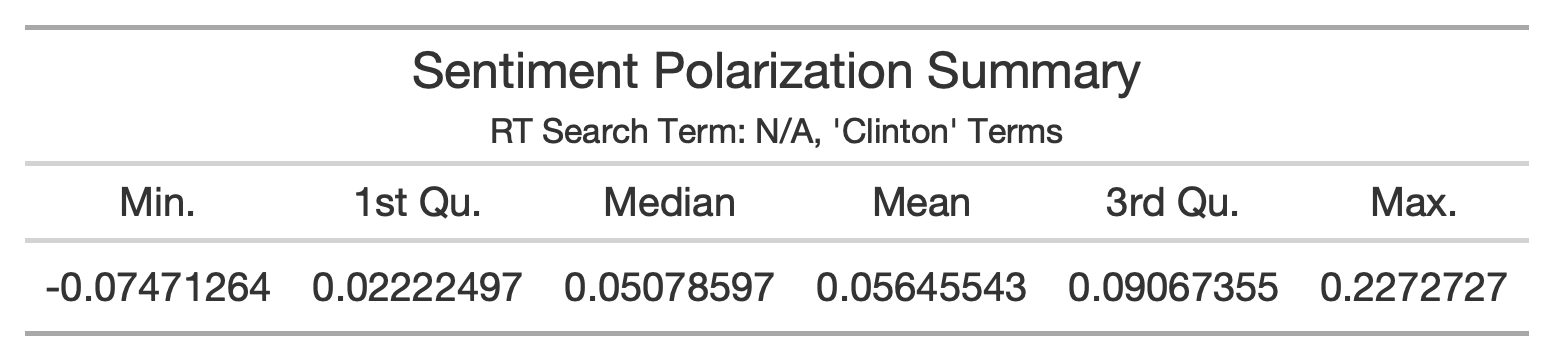 Sentiment Polarization Summary
RT Search Term: N/A, 'Clinton' Terms
Min. 1st Qu. Median Mean 3rd Qu. Max.
-0.07471264 0.02222497 0.05078597 0.05645543 0.09067355 0.2272727